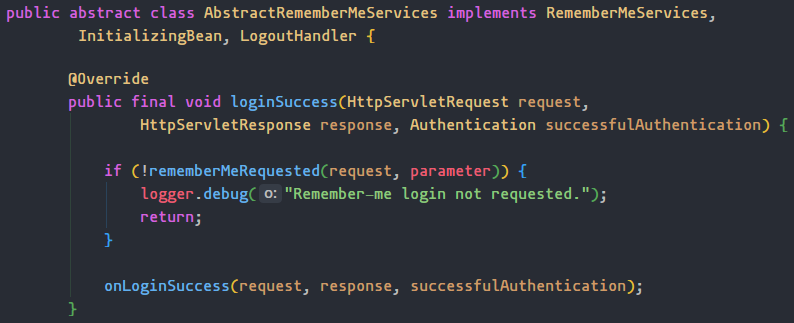 public abstract class AbstractRememberMeServices implements RememberMeServices,
InitializingBean, LogoutHandler {
@Override
public final void loginSuccess(HttpServletRequest request,
HttpServletResponse response, Authentication successfulAuthentication) {
if (!rememberMeRequested(request, parameter)) {
logger.debug( o: "Remember-me login not requested.");
return;
}
onLoginSuccess(request, response, successfulAuthentication);
}